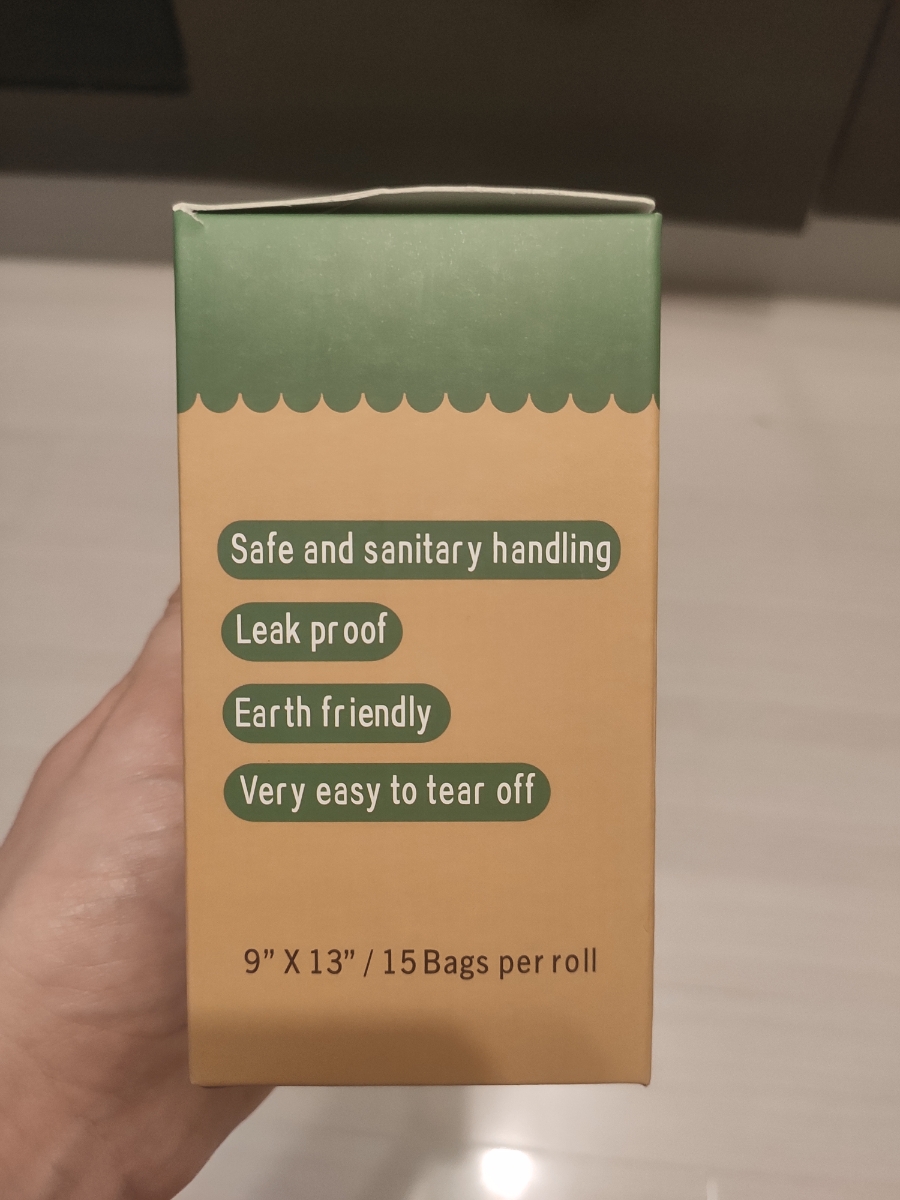 Safe and sanitary handling
Leak proof
Earth friendly
Very easy to tear off
9” X 13” / 15 Bags per roll